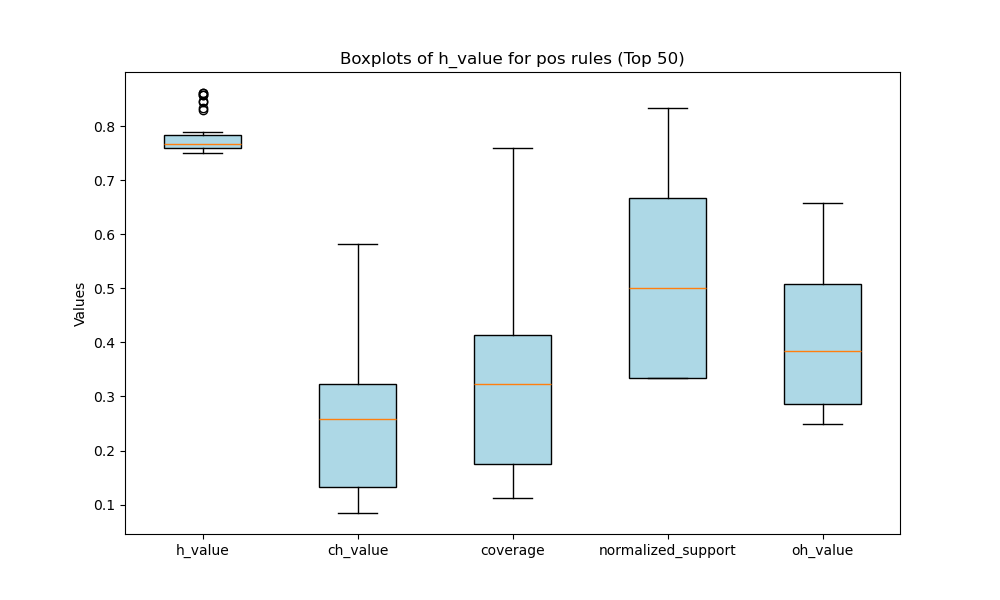 Boxplots of h_value for pos rules (Top 50)
Values
0.8
0.7
0.6
0.5
0.4
0.3
0.2
0.1
h_value
ch_value
coverage
normalized_support
oh_value